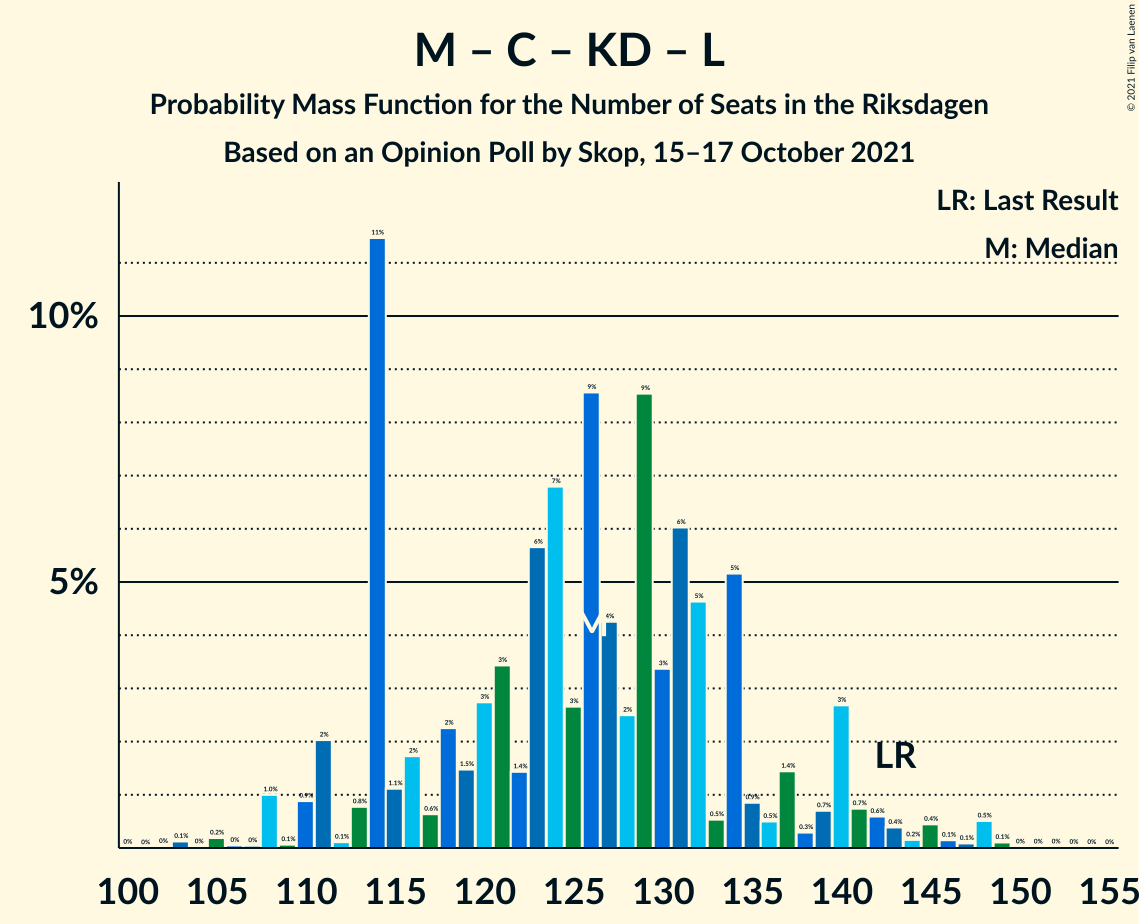 M – C – KD – L
Probability Mass Function for the Number of Seats in the Riksdagen
Based on an Opinion Poll by Skop, 15–17 October 2021
© 2021 Filip van Laenen
LR: Last Result
M: Median
10%
5%
0% 0% 0% 0.1% 0% 0.2% 0% 0% 1.0% 0.1% 0.9% 2% 0.1% 0.8% 11% 1.1% 2% 0.6% 2% 1.5% 3% 3% 1.4% 6% 7% 3% 9% 4% 2% 9% 3% 6% 5% 0.5% 5% 0.9% 0.5% 1.4% 0.3% 0.7% 3% 0.7% 0.6% 0.4% 0.2% 0.4% 0.1% 0.1% 0.5% 0.1% 0% 0% 0% 0% 0% 0%
M
LR
100 105 110 115 120 125 130 135 140 145 150 155